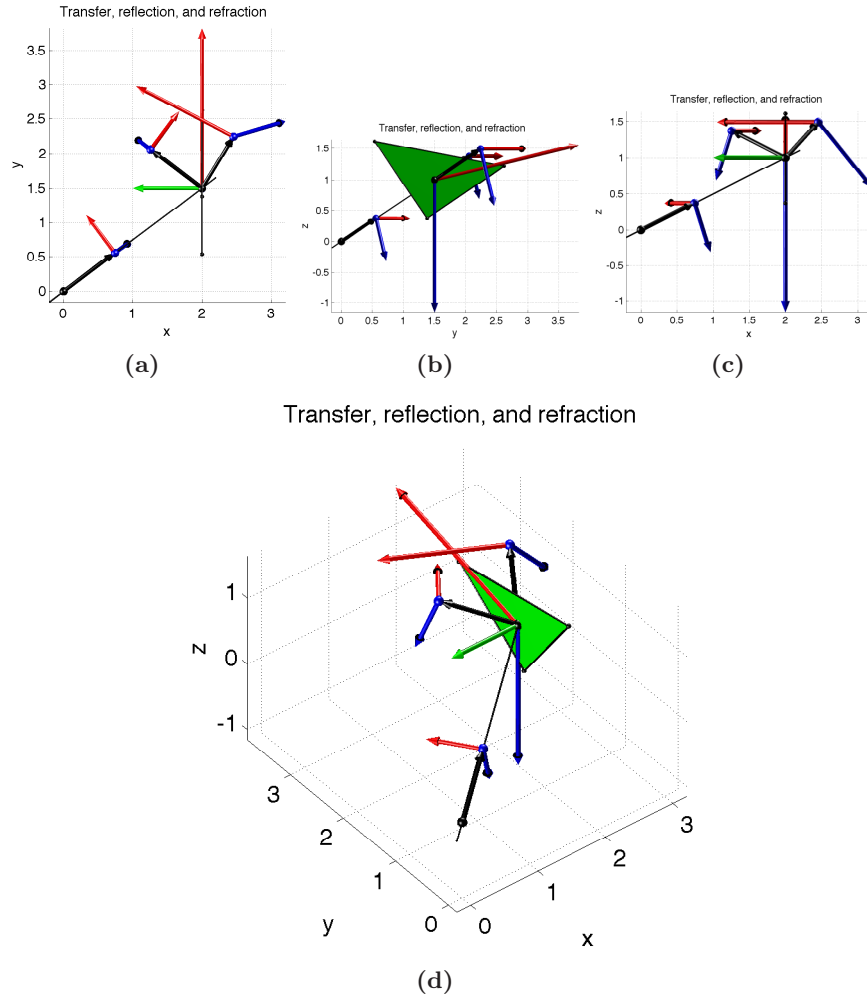 Transfer, reflection, and refraction
3.5
3
2.5
2
1.5
1
0.5
0
y
0 1 2 3
x
(a)
Transfer, reflection, and refraction
1.5
1
0.5
0
-0.5
-1
z
0 0.5 1 1.5 2 2.5 3 3.5
y
(b)
Transfer, reflection, and refraction
1.5
1
0.5
0
-0.5
-1
z
0 0.5 1 1.5 2 2.5 3
x
(c)
Transfer, reflection, and refraction
1
0
-1
z
3
2
1
0
y
0
1
2
3
x
(d)